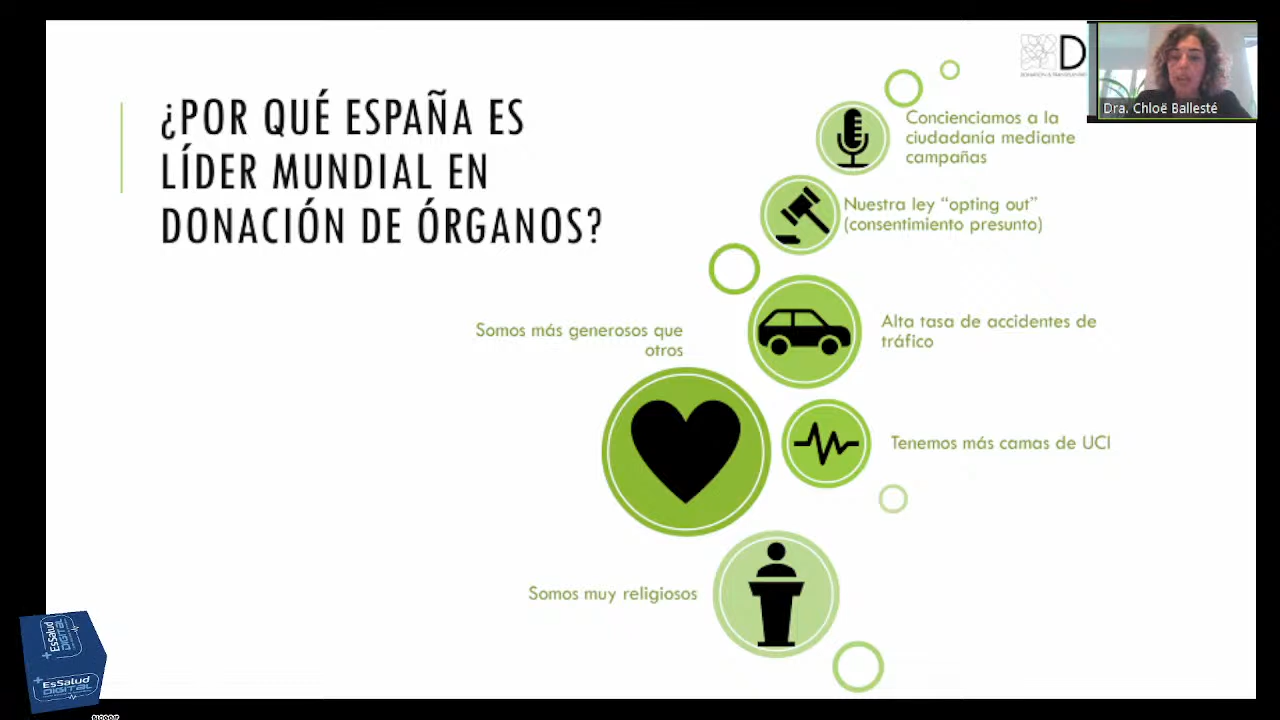 ¿POR QUÉ ESPAÑA ES
LÍDER MUNDIAL EN
DONACIÓN DE ÓRGANOS?
D
Dra. Chloë Ballesté
Concienciamos a la
ciudadanía mediante
campañas
Nuestra ley “opting out”
(consentimiento presunto)
Alta tasa de accidentes de
tráfico
Somos más generosos que
otros
Tenemos más camas de UCI
Somos muy religiosos
EsSalud
DIGITAL
EsSalud
DIGITAL